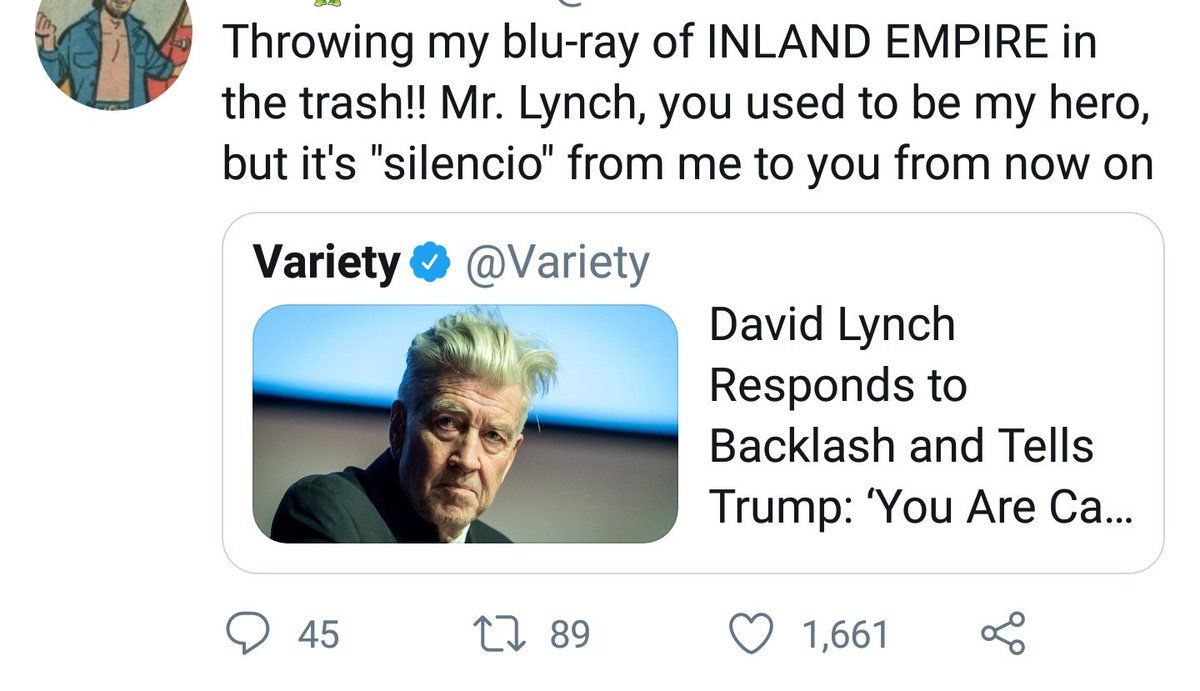 Throwing my blu-ray of INLAND EMPIRE in
the trash!! Mr. Lynch, you used to be my hero,
but it's "silencio" from me to you from now on
Variety @Variety
David Lynch
Responds to
Backlash and Tells
Trump: ‘You Are Ca...
45 89 1,661